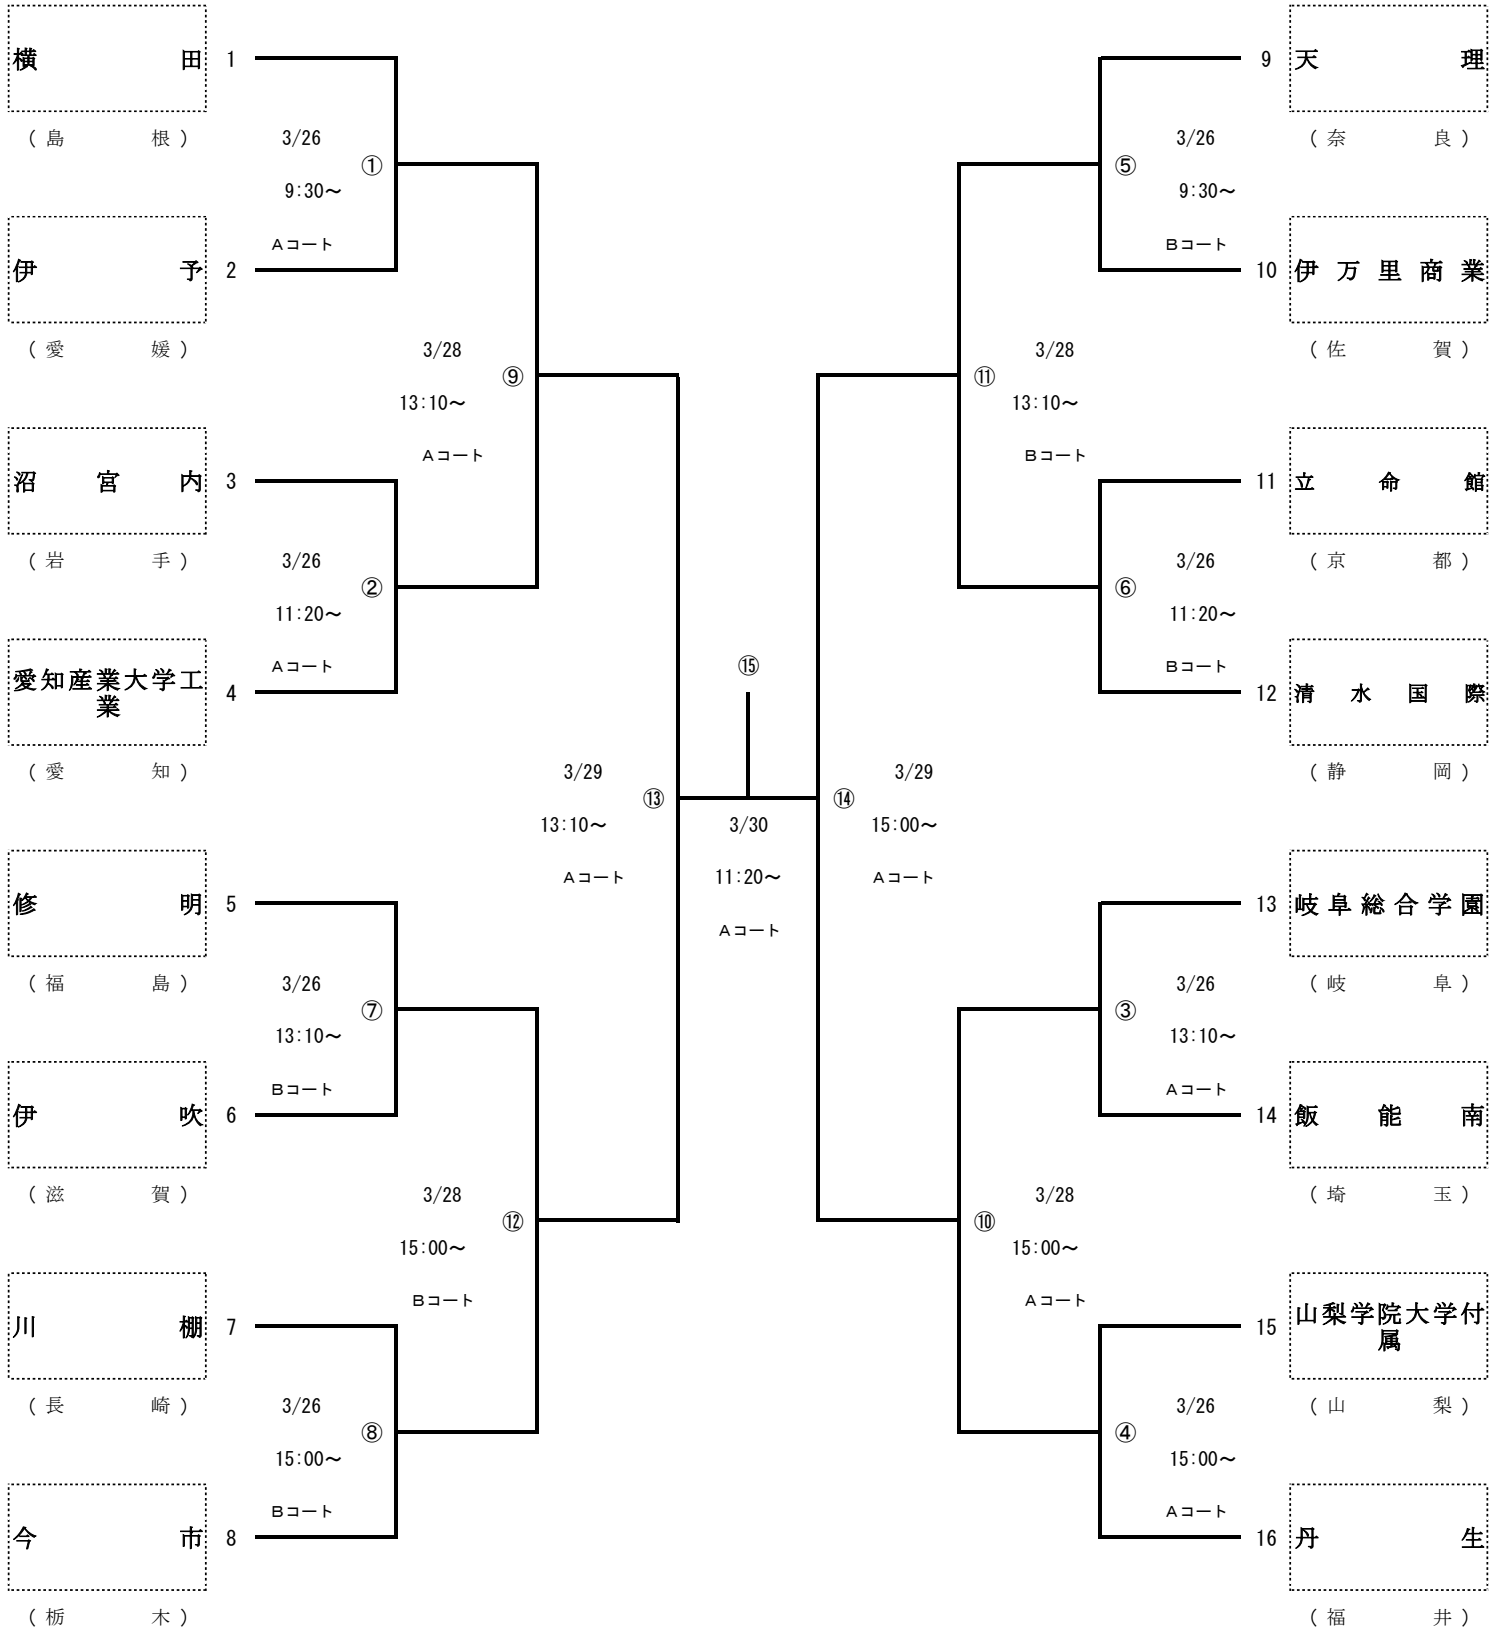 横田 1
(島根)
3/26
①
9:30～
Aコート
伊予 2
(愛媛)
3/28
⑨
13:10～
Aコート
沼宮内 3
(岩手)
3/26
②
11:20～
Aコート
愛知産業大学工
業
4
(愛知)
3/29
⑬
13:10～
Aコート
修明 5
(福島)
3/26
⑦
13:10～
Bコート
伊吹 6
(滋賀)
3/28
⑫
15:00～
Bコート
川棚 7
(長崎)
3/26
⑧
15:00～
Bコート
今市 8
(栃木)
⑮
3/30
11:20～
Aコート
9 天理
(奈良)
3/26
⑤
9:30～
Bコート
10 伊万里商業
(佐賀)
3/28
⑪
13:10～
Bコート
11 立命館
(京都)
3/26
⑥
11:20～
Bコート
12 清水国際
(静岡)
3/29
⑭
15:00～
Aコート
13 岐阜総合学園
(岐阜)
3/26
③
13:10～
Aコート
14 飯能南
(埼玉)
3/28
⑩
15:00～
Aコート
15
山梨学院大学付
属
(山梨)
3/26
④
15:00～
Aコート
16 丹生
(福井)